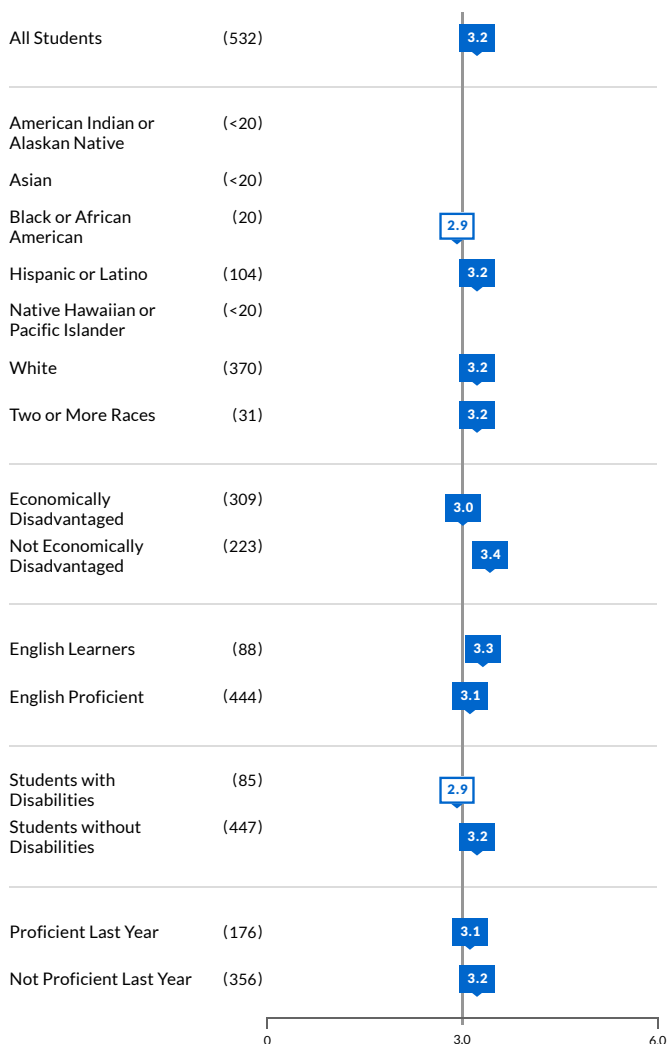 All Students (532) 3.2
American Indian or (<20)
Alaskan Native
Asian (<20)
Black or African (20) 2.9
American
Hispanic or Latino (104) 3.2
Native Hawaiian or (<20)
Pacific Islander
White (370) 3.2
Two or More Races (31) 3.2
Economically (309) 3.0
Disadvantaged
Not Economically (223) 3.4
Disadvantaged
English Learners (88) 3.3
English Proficient (444) 3.1
Students with (85) 2.9
Disabilities
Students without (447) 3.2
Disabilities
Proficient Last Year (176) 3.1
Not Proficient Last Year (356) 3.2
0 3.0 6.0